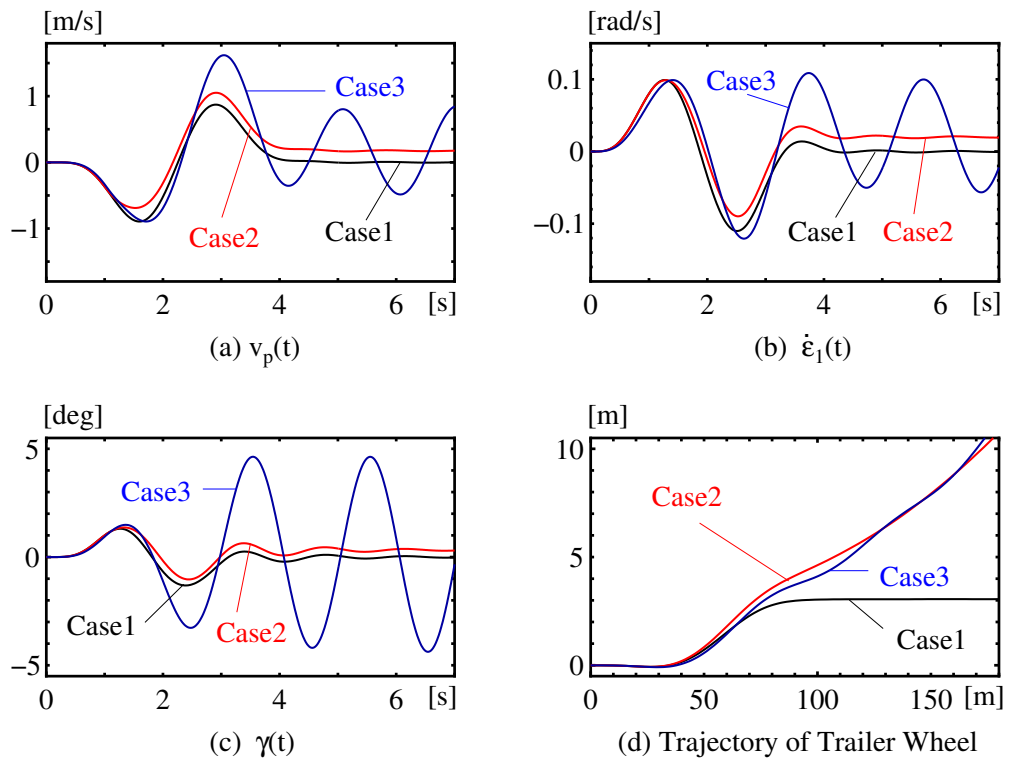 [m/s]
1
0
−1
Case3
Case2
Case1
0 2 4 6 [s]
(a) vₚ(t)
[rad/s]
0.1
0
−0.1
Case3
Case1
Case2
0 2 4 6 [s]
(b) ε̇₁(t)
[deg]
5
0
−5
Case3
Case1
Case2
0 2 4 6 [s]
(c) γ(t)
[m]
10
5
0
Case2
Case3
Case1
0 50 100 150 [m]
(d) Trajectory of Trailer Wheel